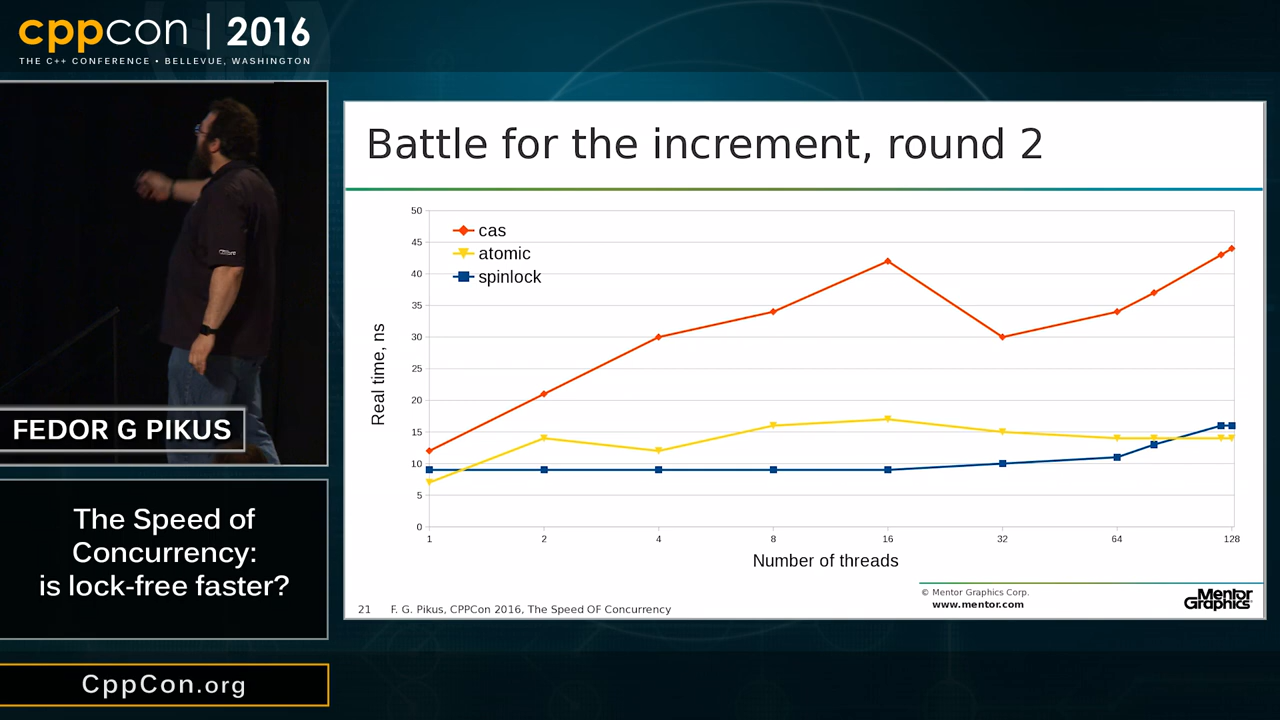 cppcon | 2016
THE C++ CONFERENCE • BELLEVUE, WASHINGTON
FEDOR G PIKUS
The Speed of
Concurrency:
is lock-free faster?
CppCon.org
Battle for the increment, round 2
50
45
40
35
30
25
20
15
10
5
0
cas
atomic
spinlock
Real time, ns
1 2 4 8 16 32 64 128
Number of threads
© Mentor Graphics Corp.
www.mentor.com
Mentor
Graphics
21 F. G. Pikus, CPPCon 2016, The Speed OF Concurrency